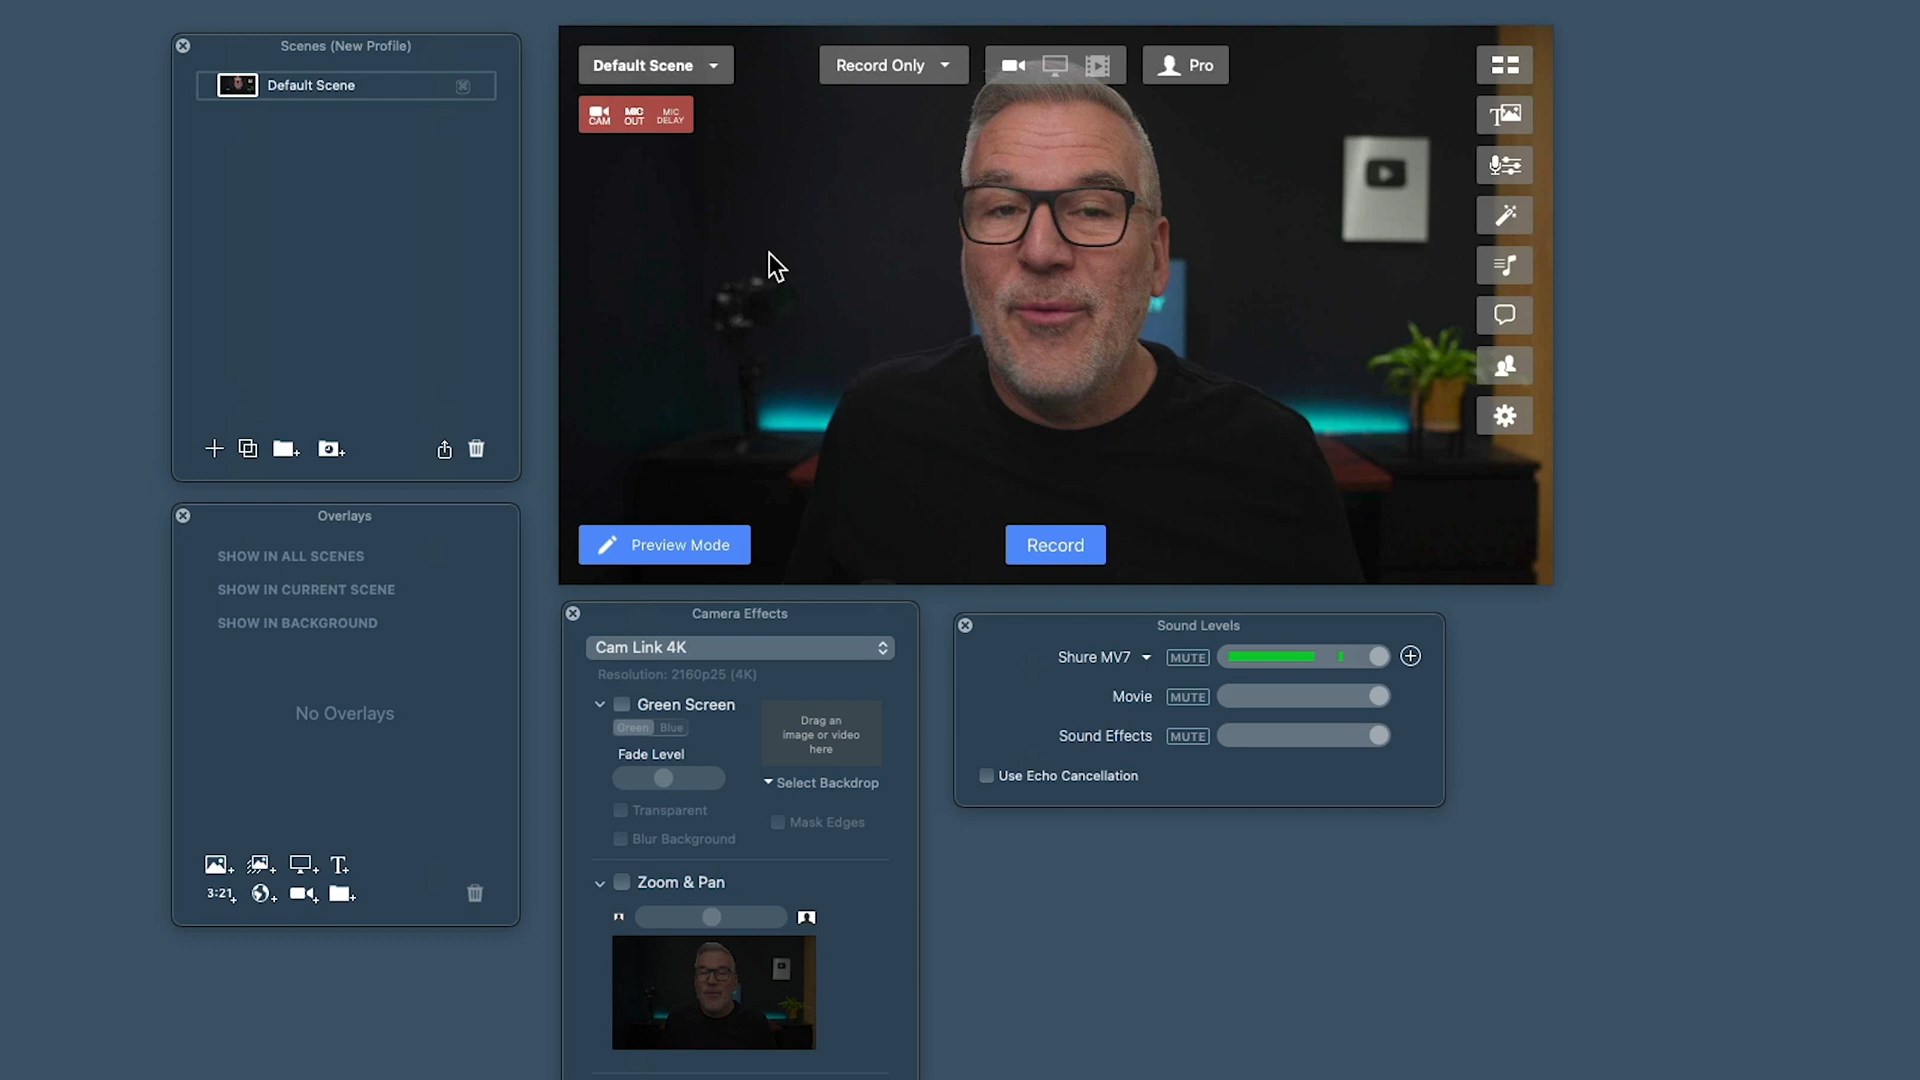 Scenes (New Profile)
Default Scene
Default Scene
Record Only
Pro
CAM
MIC OUT
MIC DELAY
Preview Mode
Record
Overlays
SHOW IN ALL SCENES
SHOW IN CURRENT SCENE
SHOW IN BACKGROUND
No Overlays
T+
3:21+
Camera Effects
Cam Link 4K
Resolution: 2160p25 (4K)
Green Screen
Green Blue
Fade Level
Transparent
Blur Background
Drag an
image or video
here
Select Backdrop
Mask Edges
Zoom & Pan
Sound Levels
Shure MV7 MUTE
Movie MUTE
Sound Effects MUTE
Use Echo Cancellation